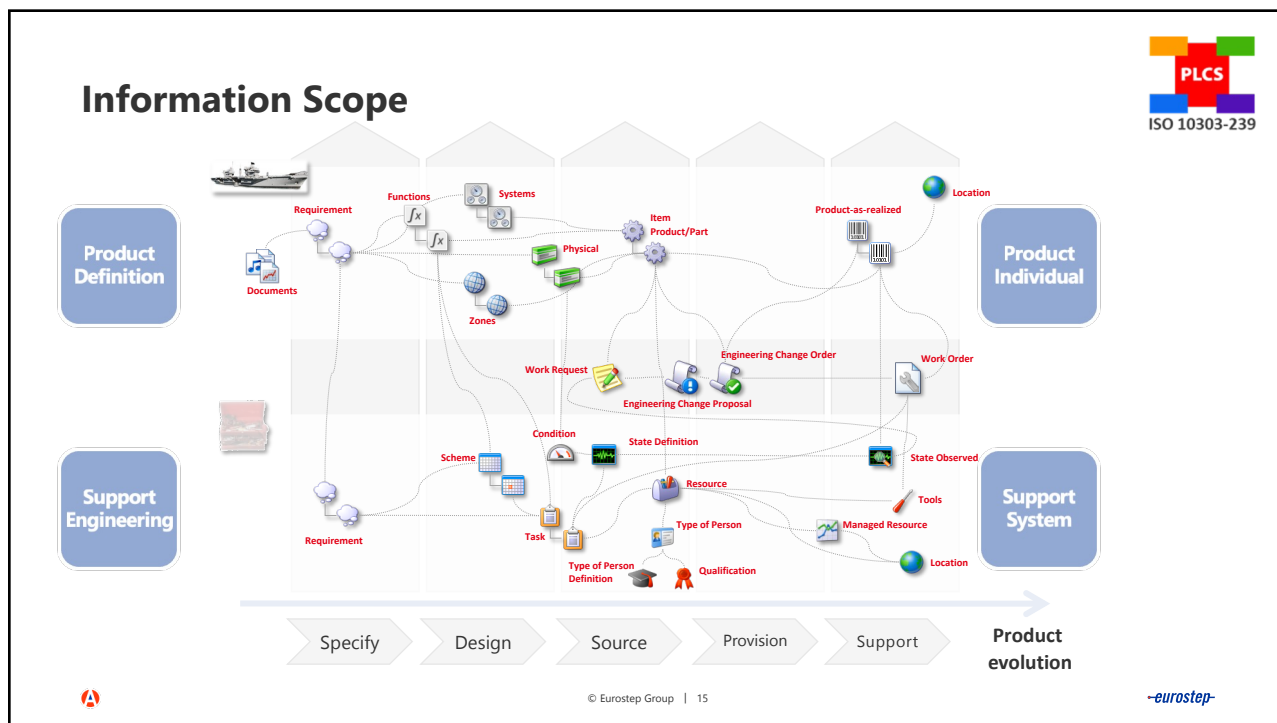 Information Scope
PLCS
ISO 10303-239
Product
Definition
Support
Engineering
Product
Individual
Support
System
Requirement
Documents
Functions
ƒx
ƒx
Systems
Physical
Zones
Item
Product/Part
Product-as-realized
Location
Work Request
Engineering Change Proposal
Engineering Change Order
Work Order
Condition
State Definition
State Observed
Scheme
Requirement
Task
Resource
Type of Person
Type of Person
Definition
Qualification
Managed Resource
Tools
Location
Specify
Design
Source
Provision
Support
Product
evolution
© Eurostep Group | 15
eurostep